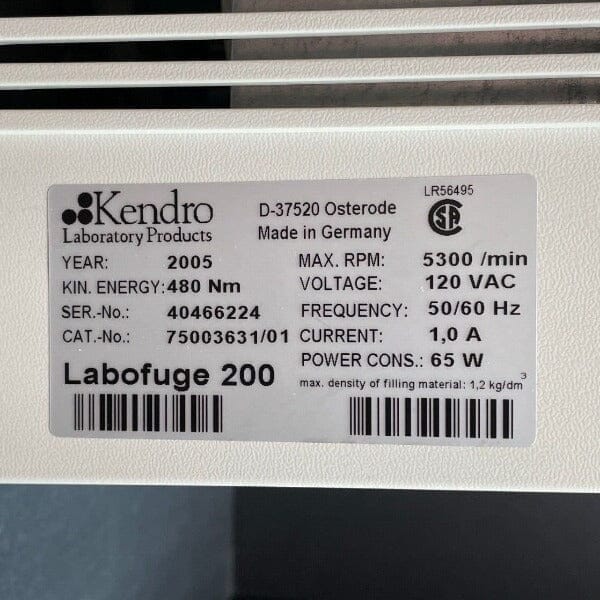 Kendro
Laboratory Products
D-37520 Osterode
Made in Germany
LR56495
CSA
YEAR: 2005
KIN. ENERGY: 480 Nm
SER.-No.: 40466224
CAT.-No.: 75003631/01
Labofuge 200
MAX. RPM: 5300 /min
VOLTAGE: 120 VAC
FREQUENCY: 50/60 Hz
CURRENT: 1,0 A
POWER CONS.: 65 W
max. density of filling material: 1,2 kg/dm³